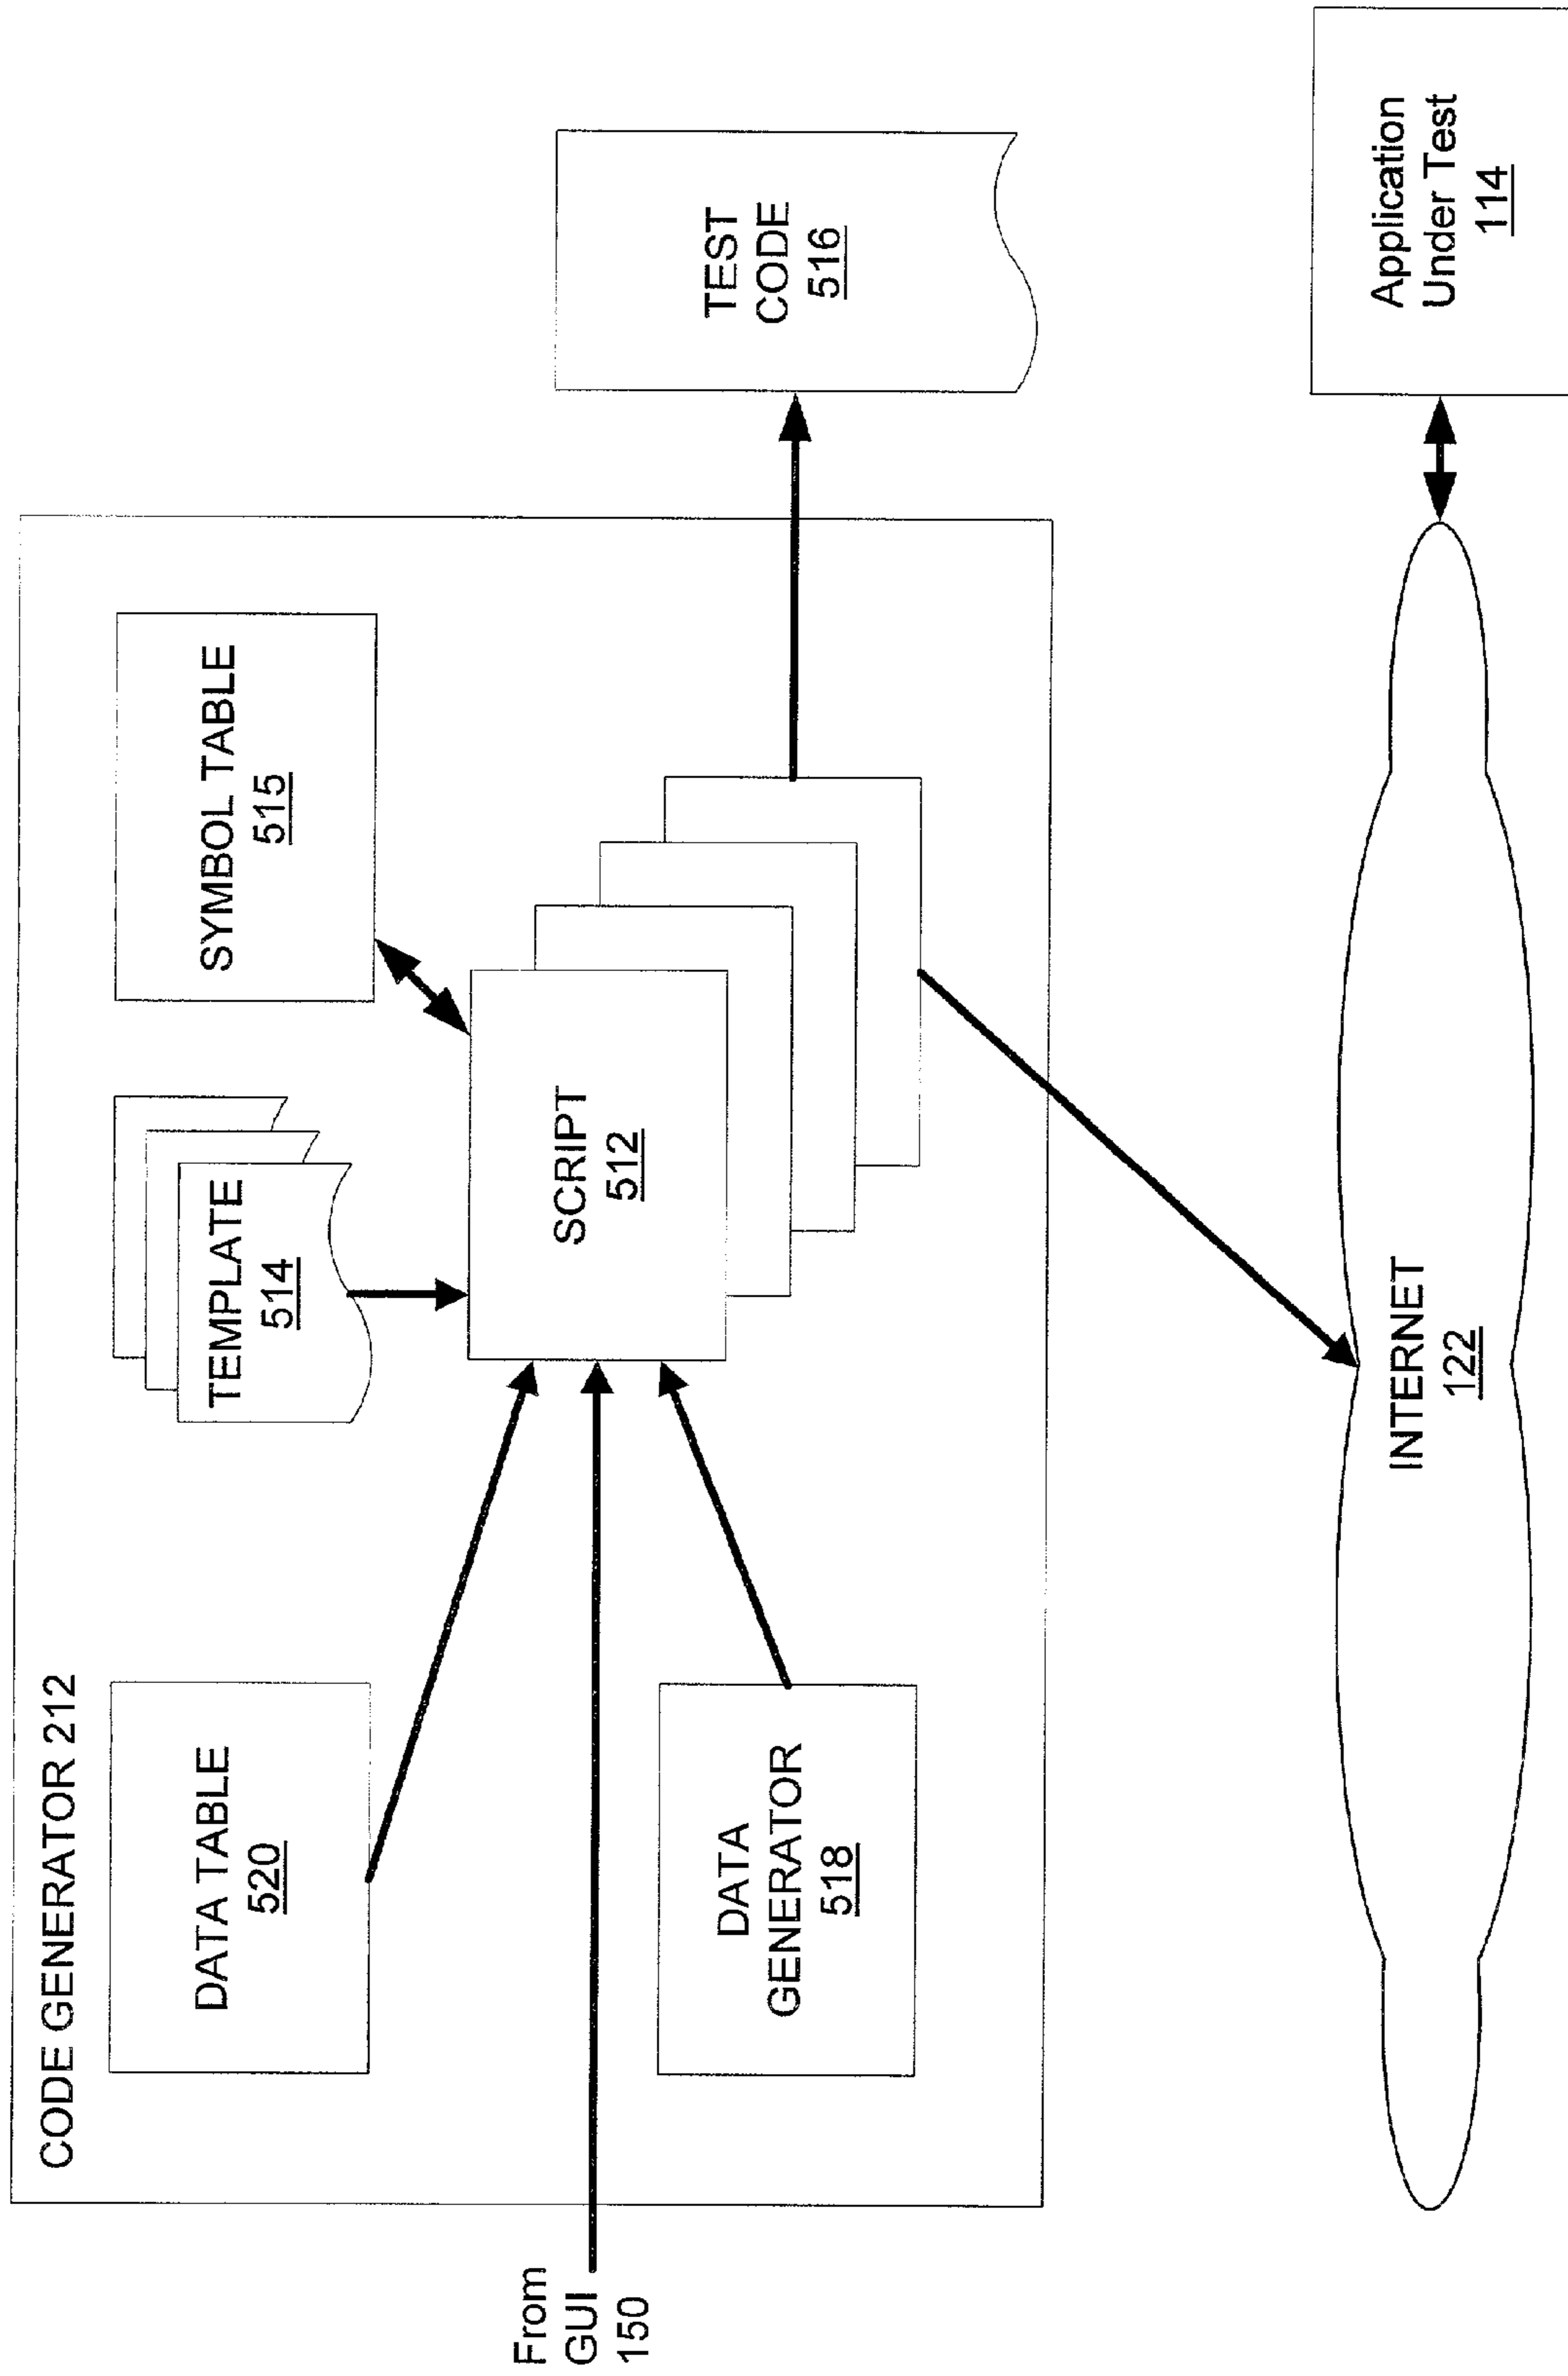 CODE GENERATOR 212
DATA TABLE
520
TEMPLATE
514
SYMBOL TABLE
515
From
GUI
150
SCRIPT
512
DATA
GENERATOR
518
TEST
CODE
516
INTERNET
122
Application
Under Test
114